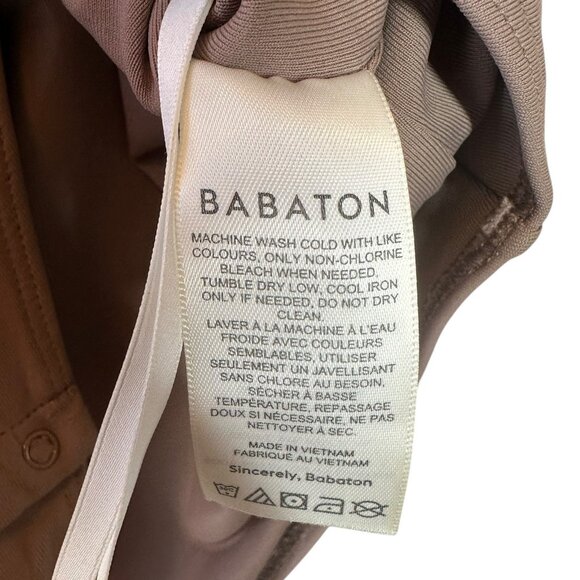 BABATON
MACHINE WASH COLD WITH LIKE
COLOURS, ONLY NON-CHLORINE
BLEACH WHEN NEEDED,
TUMBLE DRY LOW, COOL IRON
ONLY IF NEEDED, DO NOT DRY
CLEAN.
LAVER À LA MACHINE À L'EAU
FROIDE AVEC COULEURS
SEMBLABLES, UTILISER
SEULEMENT UN JAVELLISANT
SANS CHLORE AU BESOIN,
SÉCHER À BASSE
TEMPÉRATURE, REPASSAGE
DOUX SI NÉCESSAIRE, NE PAS
NETTOYER À SEC.
MADE IN VIETNAM
FABRIQUÉ AU VIETNAM
Sincerely, Babaton